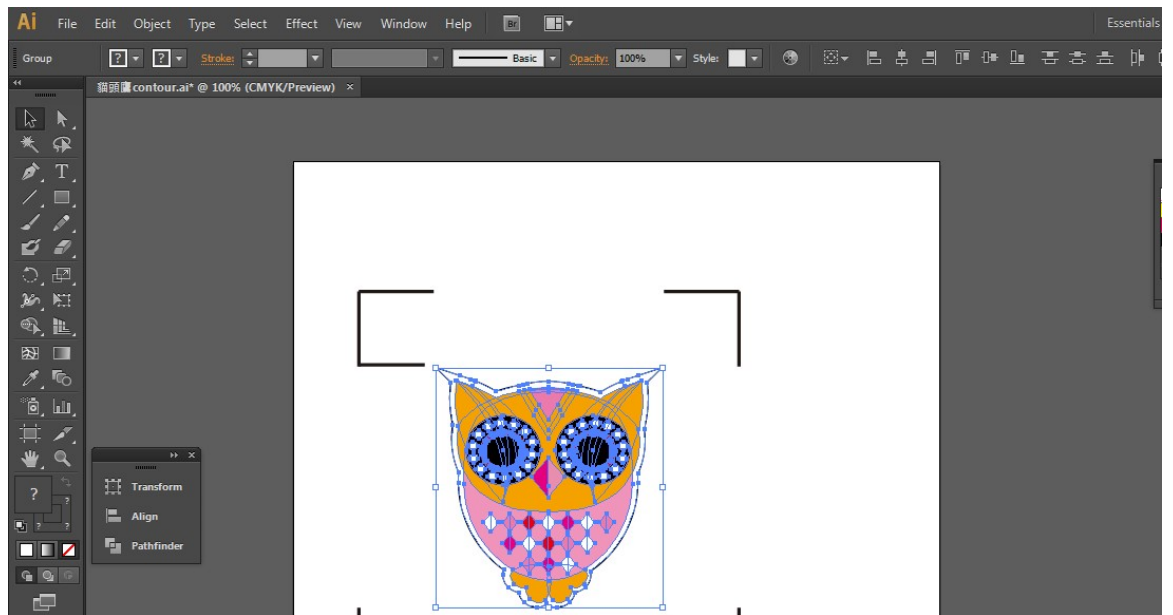 Ai File Edit Object Type Select Effect View Window Help Br Essentials
Group ? ? Stroke: Basic Opacity: 100% Style:
貓頭鷹contour.ai* @ 100% (CMYK/Preview) ×
T
Transform
Align
Pathfinder
?
?
? ?